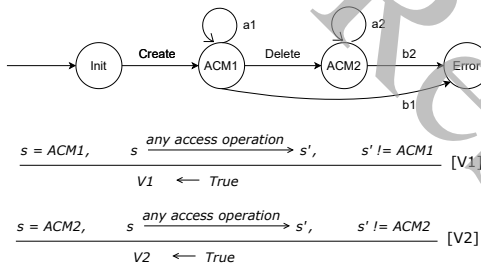 a1
a2
Create
Delete
b2
Init
ACM1
ACM2
Error
b1
s = ACM1, s any access operation s', s' != ACM1
[V1]
V1 ← True
s = ACM2, s any access operation s', s' != ACM2
[V2]
V2 ← True